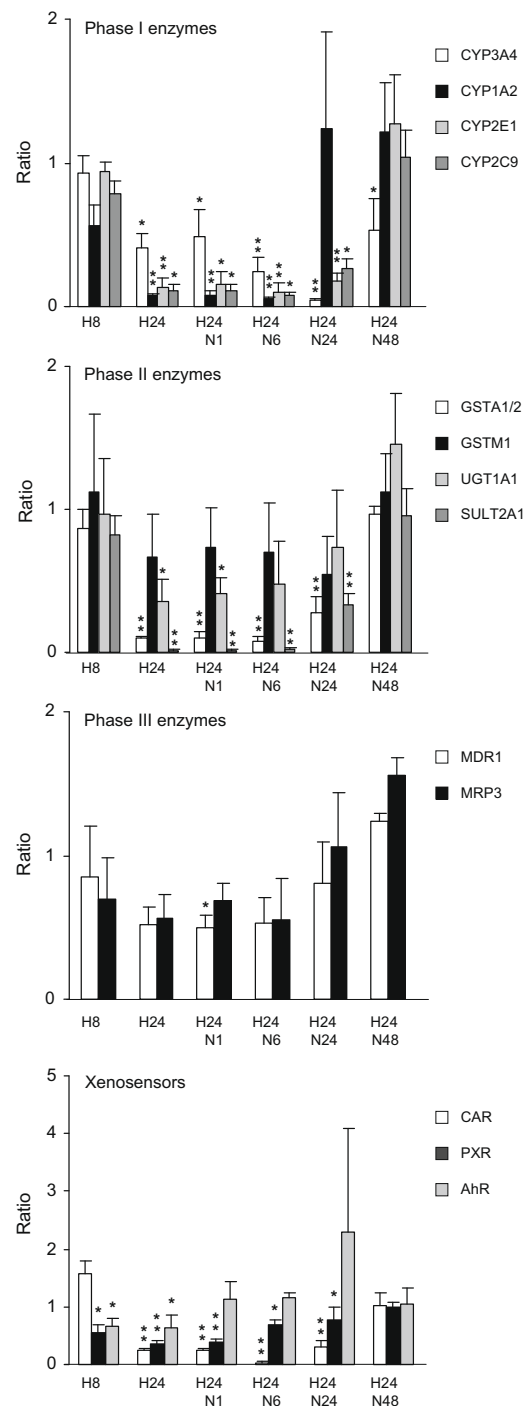 2
Phase I enzymes
CYP3A4
CYP1A2
CYP2E1
CYP2C9
Ratio
1
0
* ** ** * * ** * * ** ** ** * ** ** * *
H8 H24 H24 H24 H24 H24
N1 N6 N24 N48
2
Phase II enzymes
GSTA1/2
GSTM1
UGT1A1
SULT2A1
Ratio
1
0
** * ** ** * ** ** ** ** **
H8 H24 H24 H24 H24 H24
N1 N6 N24 N48
2
Phase III enzymes
MDR1
MRP3
Ratio
1
0
*
H8 H24 H24 H24 H24 H24
N1 N6 N24 N48
5
Xenosensors
CAR
PXR
AhR
4
3
Ratio
2
1
0
* * ** ** * ** ** ** * ** *
H8 H24 H24 H24 H24 H24
N1 N6 N24 N48